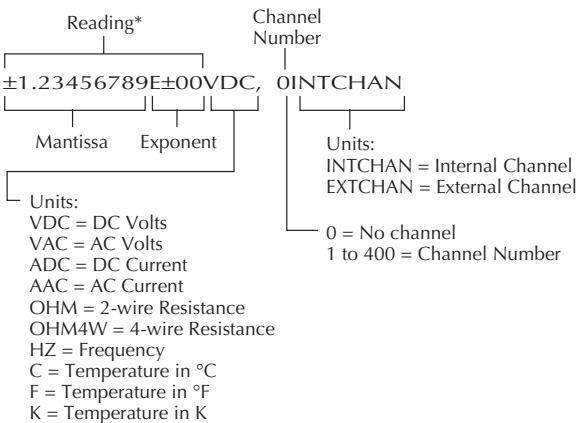 Reading*
Channel
Number
±1.23456789E±00VDC, 0INTCHAN
Mantissa
Exponent
Units:
INTCHAN = Internal Channel
EXTCHAN = External Channel
0 = No channel
1 to 400 = Channel Number
Units:
VDC = DC Volts
VAC = AC Volts
ADC = DC Current
AAC = AC Current
OHM = 2-wire Resistance
OHM4W = 4-wire Resistance
HZ = Frequency
C = Temperature in °C
F = Temperature in °F
K = Temperature in K